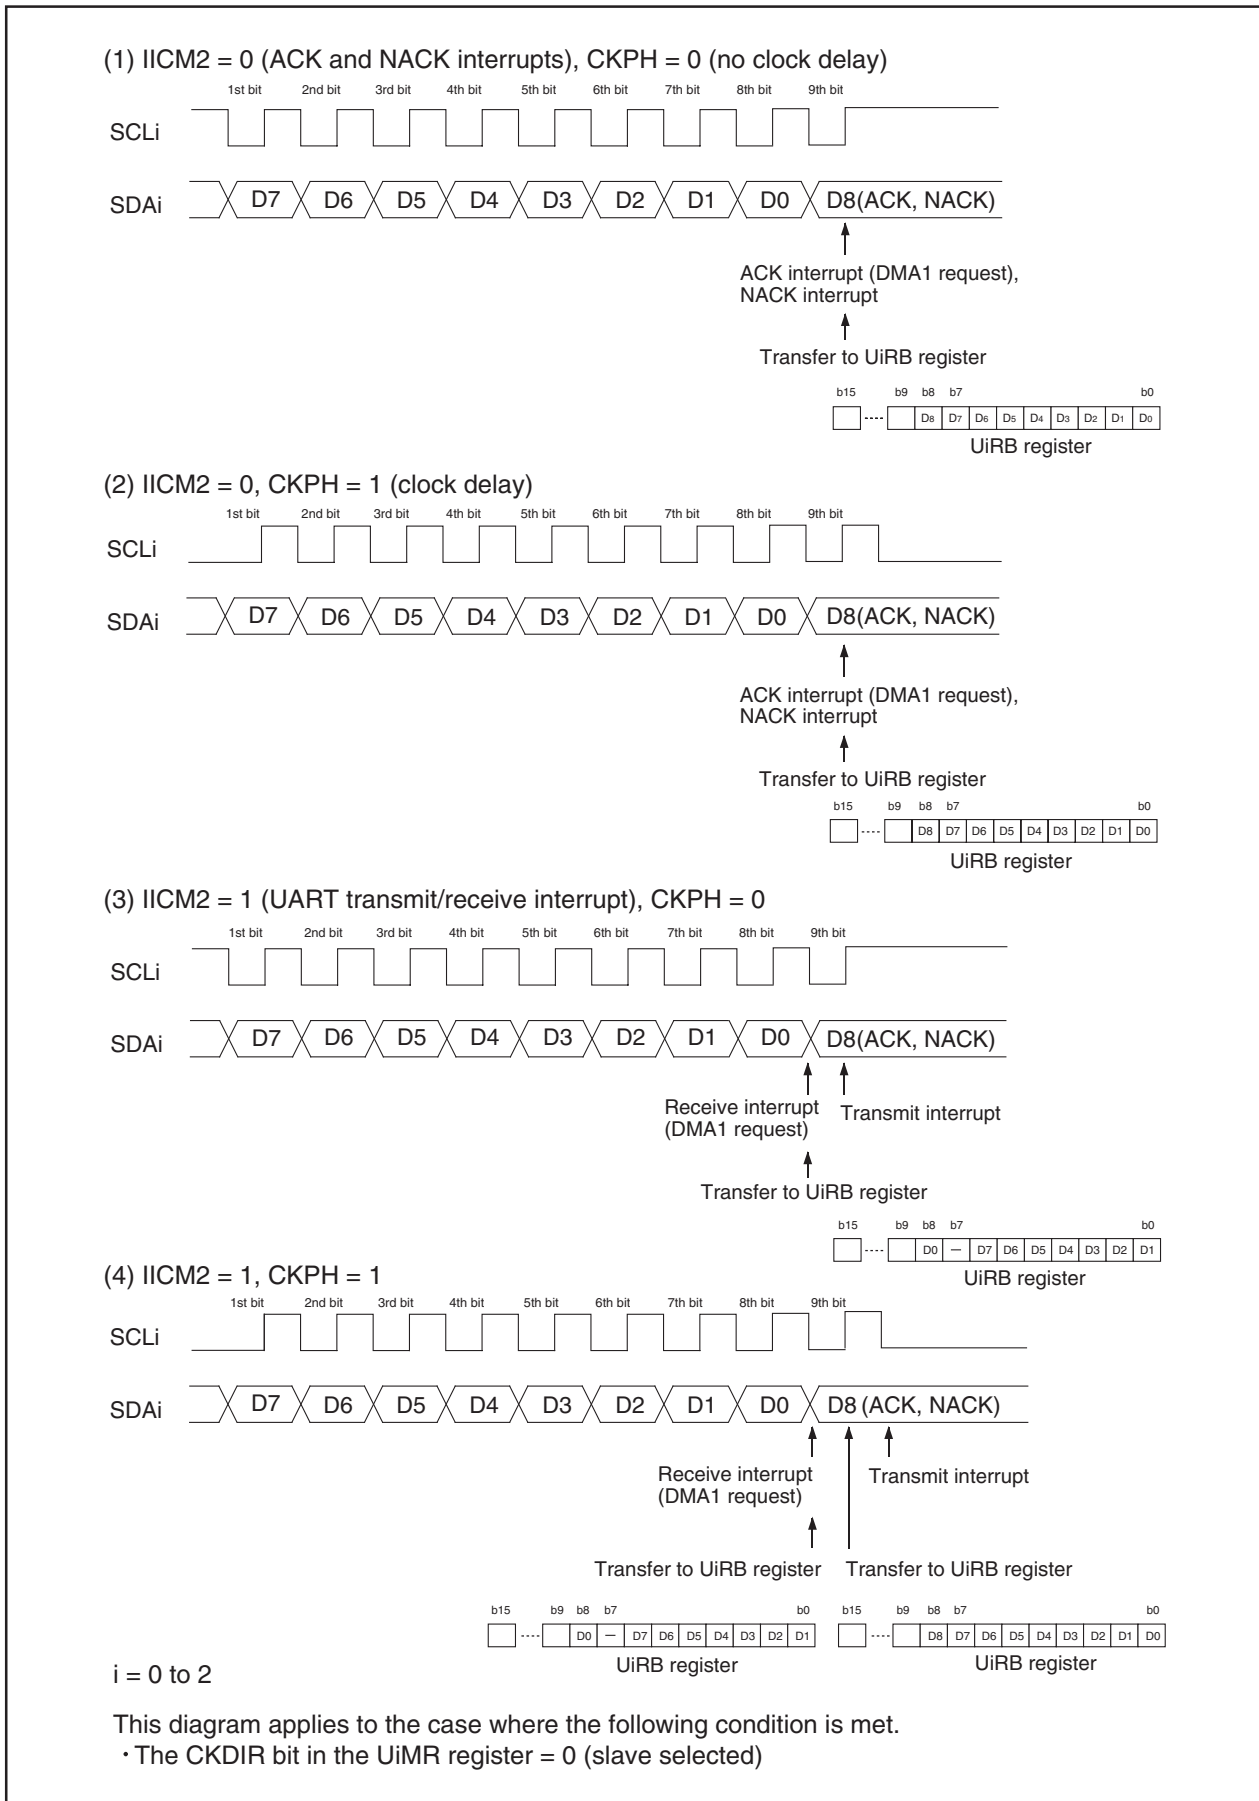 (1) IICM2 = 0 (ACK and NACK interrupts), CKPH = 0 (no clock delay)
1st bit 2nd bit 3rd bit 4th bit 5th bit 6th bit 7th bit 8th bit 9th bit
SCLi
SDAi D7 D6 D5 D4 D3 D2 D1 D0 D8(ACK, NACK)
ACK interrupt (DMA1 request),
NACK interrupt
Transfer to UiRB register
b15 b9 b8 b7 b0
---- D8 D7 D6 D5 D4 D3 D2 D1 D0
UiRB register
(2) IICM2 = 0, CKPH = 1 (clock delay)
1st bit 2nd bit 3rd bit 4th bit 5th bit 6th bit 7th bit 8th bit 9th bit
SCLi
SDAi D7 D6 D5 D4 D3 D2 D1 D0 D8(ACK, NACK)
ACK interrupt (DMA1 request),
NACK interrupt
Transfer to UiRB register
b15 b9 b8 b7 b0
---- D8 D7 D6 D5 D4 D3 D2 D1 D0
UiRB register
(3) IICM2 = 1 (UART transmit/receive interrupt), CKPH = 0
1st bit 2nd bit 3rd bit 4th bit 5th bit 6th bit 7th bit 8th bit 9th bit
SCLi
SDAi D7 D6 D5 D4 D3 D2 D1 D0 D8(ACK, NACK)
Receive interrupt Transmit interrupt
(DMA1 request)
Transfer to UiRB register
b15 b9 b8 b7 b0
---- D0 — D7 D6 D5 D4 D3 D2 D1
UiRB register
(4) IICM2 = 1, CKPH = 1
1st bit 2nd bit 3rd bit 4th bit 5th bit 6th bit 7th bit 8th bit 9th bit
SCLi
SDAi D7 D6 D5 D4 D3 D2 D1 D0 D8 (ACK, NACK)
Receive interrupt Transmit interrupt
(DMA1 request)
Transfer to UiRB register Transfer to UiRB register
b15 b9 b8 b7 b0 b15 b9 b8 b7 b0
---- D0 — D7 D6 D5 D4 D3 D2 D1 ---- D8 D7 D6 D5 D4 D3 D2 D1 D0
UiRB register UiRB register
i = 0 to 2
This diagram applies to the case where the following condition is met.
· The CKDIR bit in the UiMR register = 0 (slave selected)